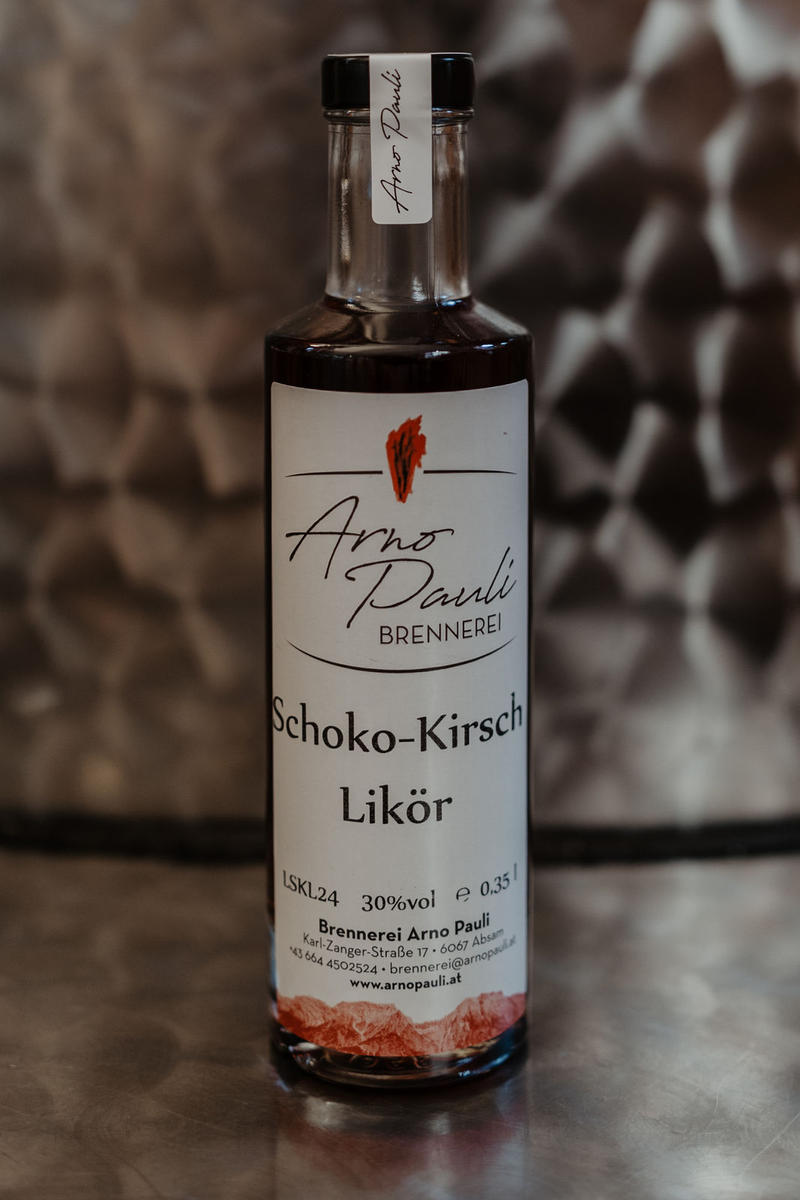 Arno Pauli
Arno
Pauli
BRENNEREI
Schoko-Kirsch
Likör
LSKL24 30%vol ℮ 0,35 l
Brennerei Arno Pauli
Karl-Zanger-Straße 17 • 6067 Absam
+43 664 4502524 • brennerei@arnopauli.at
www.arnopauli.at